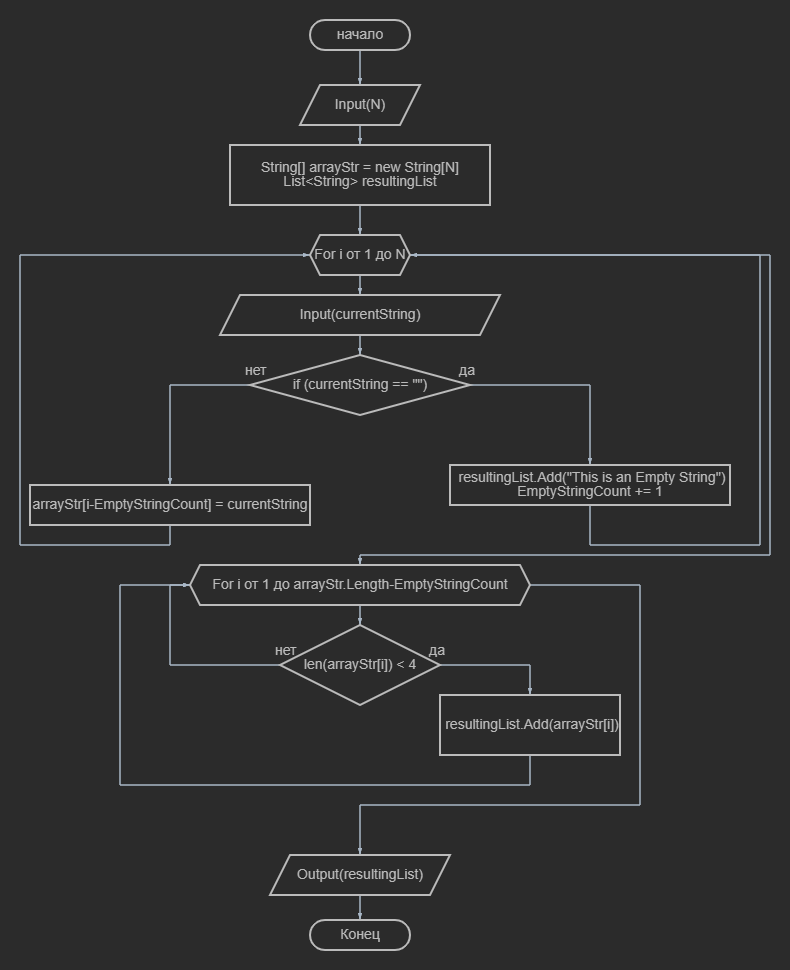 начало
Input(N)
String[] arrayStr = new String[N]
List<String> resultingList
For i от 1 до N
Input(currentString)
нет
if (currentString == "")
да
arrayStr[i-EmptyStringCount] = currentString
resultingList.Add("This is an Empty String")
EmptyStringCount += 1
For i от 1 до arrayStr.Length-EmptyStringCount
нет
len(arrayStr[i]) < 4
да
resultingList.Add(arrayStr[i])
Output(resultingList)
Конец